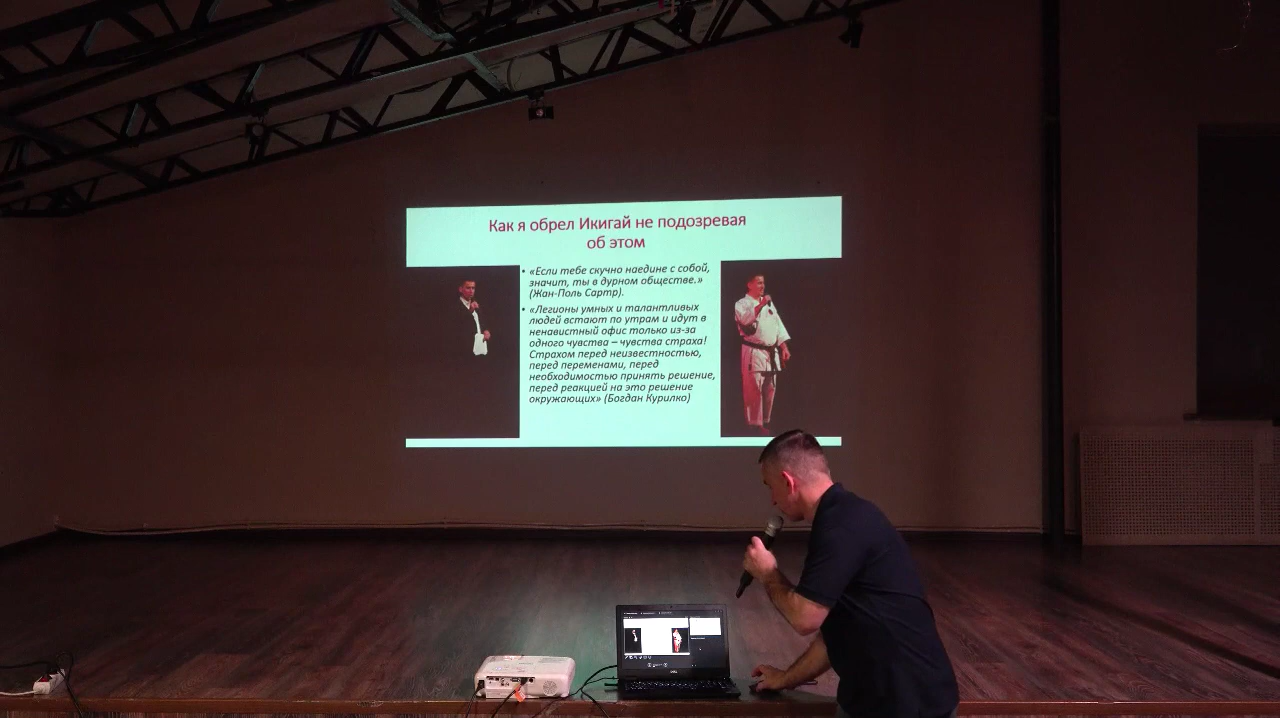 Как я обрел Икигай не подозревая
об этом
• «Если тебе скучно наедине с собой,
значит, ты в дурном обществе.»
(Жан-Поль Сартр).
• «Легионы умных и талантливых
людей встают по утрам и идут в
ненавистный офис только из-за
одного чувства – чувства страха!
Страхом перед неизвестностью,
перед переменами, перед
необходимостью принять решение,
перед реакцией на это решение
окружающих» (Богдан Курилко)